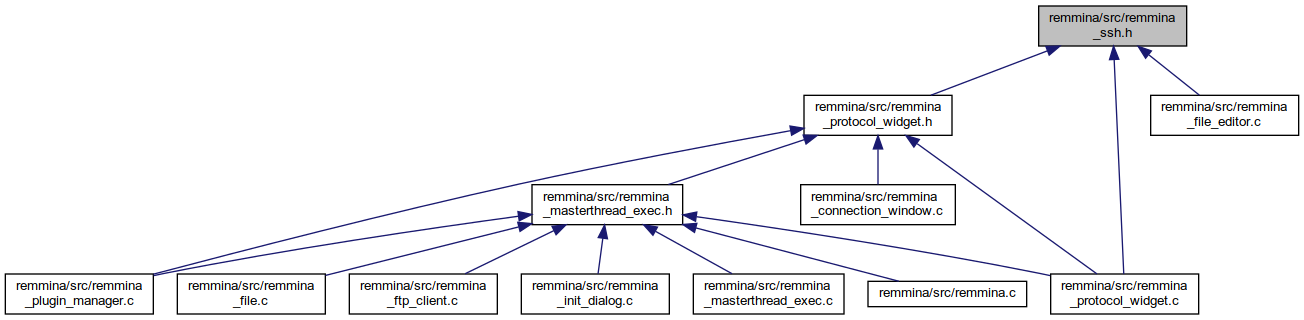 remmina/src/remmina
_ssh.h
remmina/src/remmina
_protocol_widget.h
remmina/src/remmina
_file_editor.c
remmina/src/remmina
_masterthread_exec.h
remmina/src/remmina
_connection_window.c
remmina/src/remmina
_plugin_manager.c
remmina/src/remmina
_file.c
remmina/src/remmina
_ftp_client.c
remmina/src/remmina
_init_dialog.c
remmina/src/remmina
_masterthread_exec.c
remmina/src/remmina.c
remmina/src/remmina
_protocol_widget.c